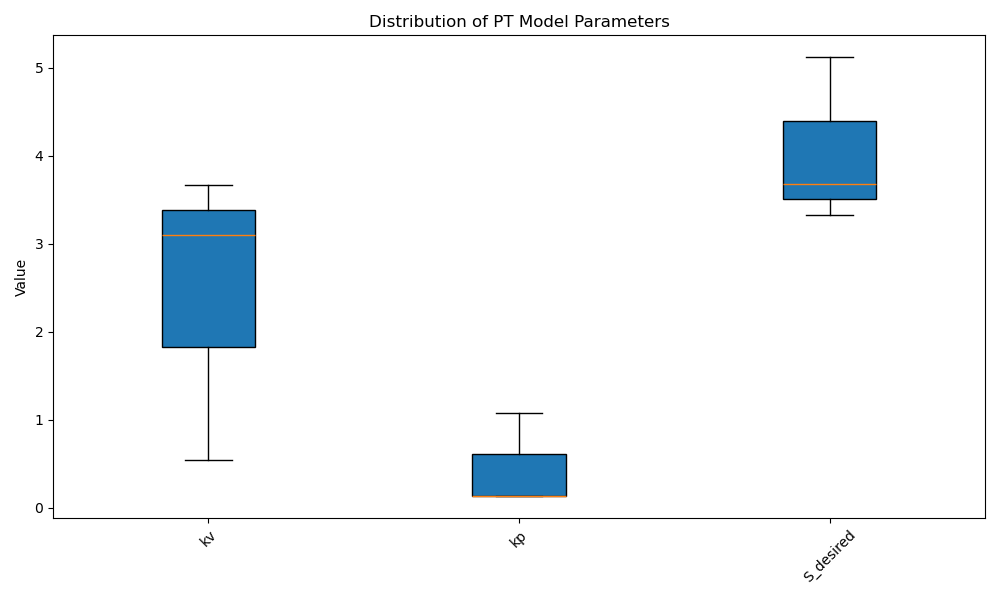 Distribution of PT Model Parameters
Value
5
4
3
2
1
0
kv
kp
S_desired